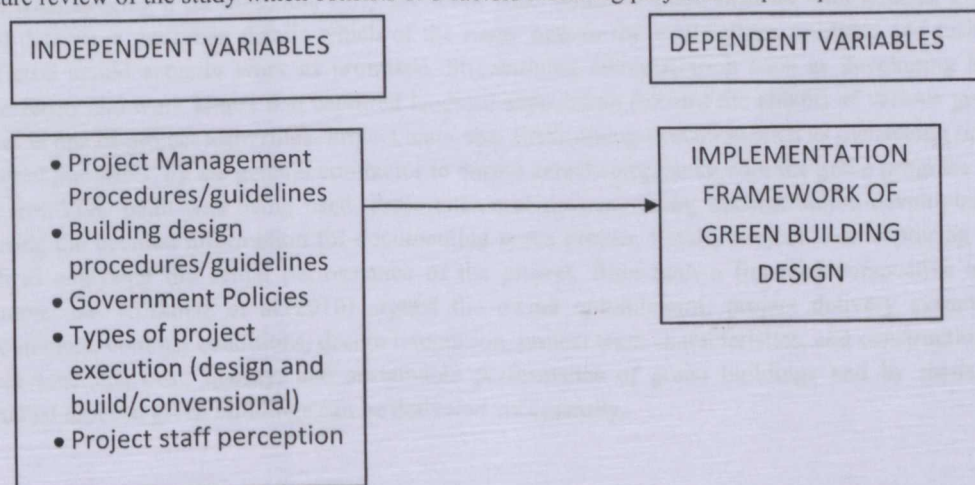 INDEPENDENT VARIABLES
DEPENDENT VARIABLES
• Project Management
Procedures/guidelines
• Building design
procedures/guidelines
• Government Policies
• Types of project
execution (design and
build/convensional)
• Project staff perception
IMPLEMENTATION
FRAMEWORK OF
GREEN BUILDING
DESIGN